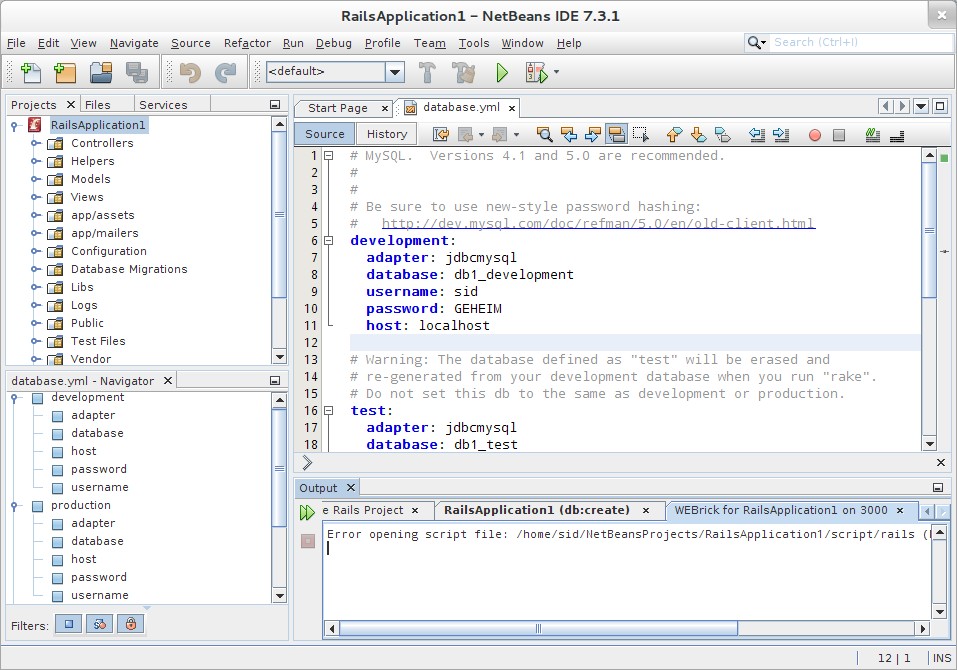 RailsApplication1 – NetBeans IDE 7.3.1
File Edit View Navigate Source Refactor Run Debug Profile Team Tools Window Help
Search (Ctrl+I)
<default>
Projects Files Services
RailsApplication1
Controllers
Helpers
Models
Views
app/assets
app/mailers
Configuration
Database Migrations
Libs
Logs
Public
Test Files
Vendor
database.yml - Navigator
development
adapter
database
host
password
username
production
adapter
database
host
password
username
Filters:
Start Page database.yml
Source History
1 # MySQL.  Versions 4.1 and 5.0 are recommended.
2 #
3 #
4 # Be sure to use new-style password hashing:
5 #   http://dev.mysql.com/doc/refman/5.0/en/old-client.html
6 development:
7   adapter: jdbcmysql
8   database: db1_development
9   username: sid
10   password: GEHEIM
11   host: localhost
12
13 # Warning: The database defined as "test" will be erased and
14 # re-generated from your development database when you run "rake".
15 # Do not set this db to the same as development or production.
16 test:
17   adapter: jdbcmysql
18   database: db1_test
Output
e Rails Project RailsApplication1 (db:create) WEBrick for RailsApplication1 on 3000
Error opening script file: /home/sid/NetBeansProjects/RailsApplication1/script/rails (
12 | 1 INS